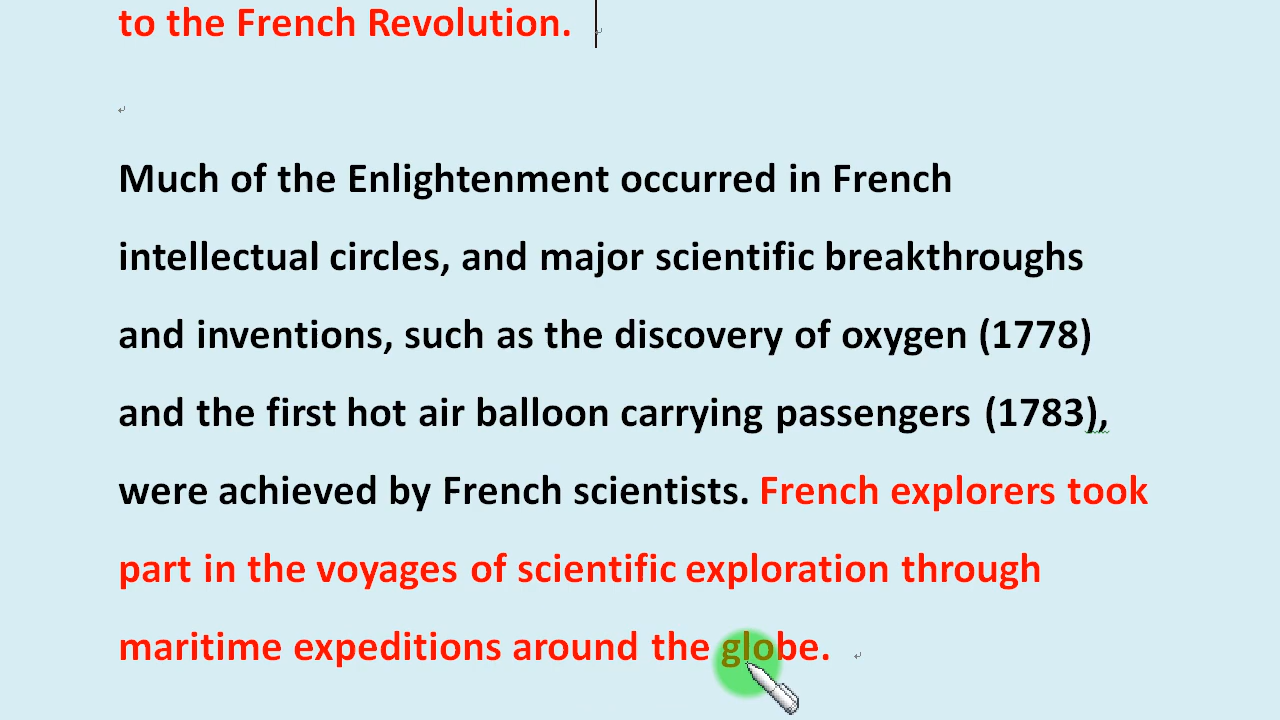 to the French Revolution.
Much of the Enlightenment occurred in French
intellectual circles, and major scientific breakthroughs
and inventions, such as the discovery of oxygen (1778)
and the first hot air balloon carrying passengers (1783),
were achieved by French scientists. French explorers took
part in the voyages of scientific exploration through
maritime expeditions around the globe.